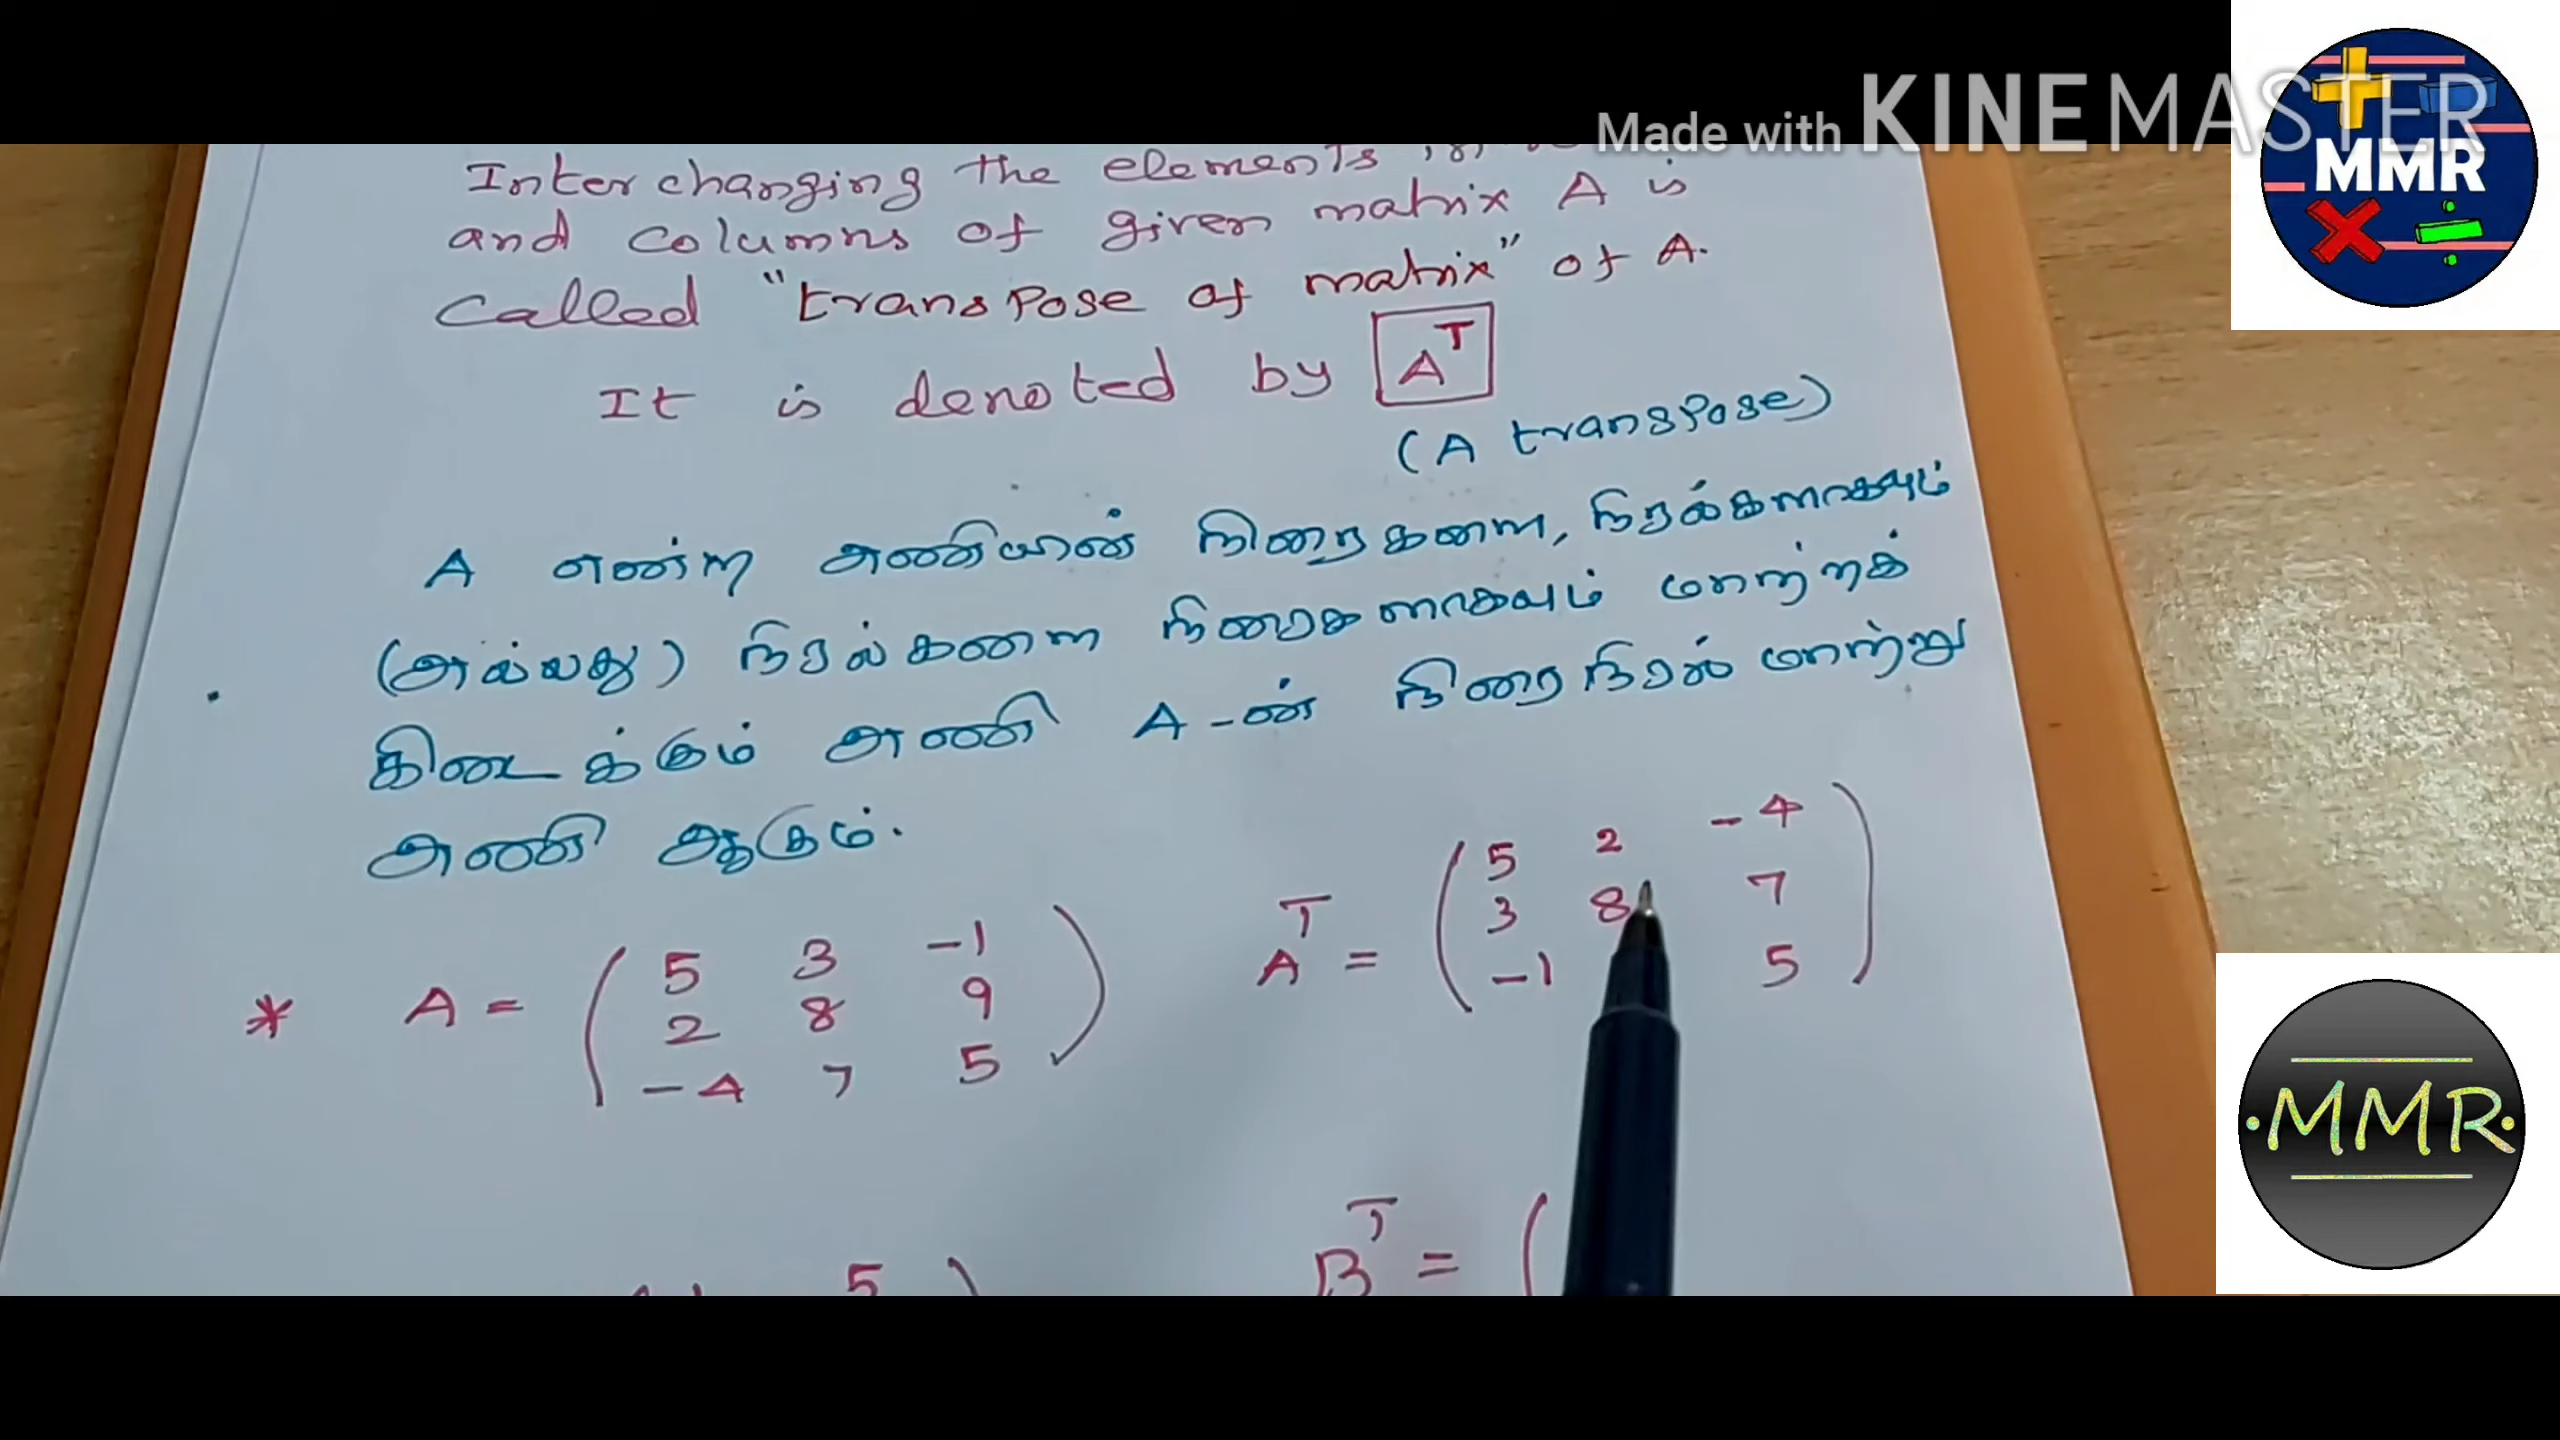 Made with KINEMASTER
MMR
Interchanging the elements in
and columns of given matrix A is
called "transpose of matrix" of A.
It is denoted by A^T
(A transpose)
A என்ற அணியின் நிறைகளை, நிரல்களாகவும்
(அல்லது) நிரல்களை நிறைகளாகவும் மாற்றக்
கிடைக்கும் அணி A-ன் நிரைநிரல் மாற்று
அணி ஆகும்.
* A = ( 5 3 -1
2 8 9
-4 7 5 )
A^T = ( 5 2 -4
3 8 7
-1 5 )
MMR
5 )
B^T = (